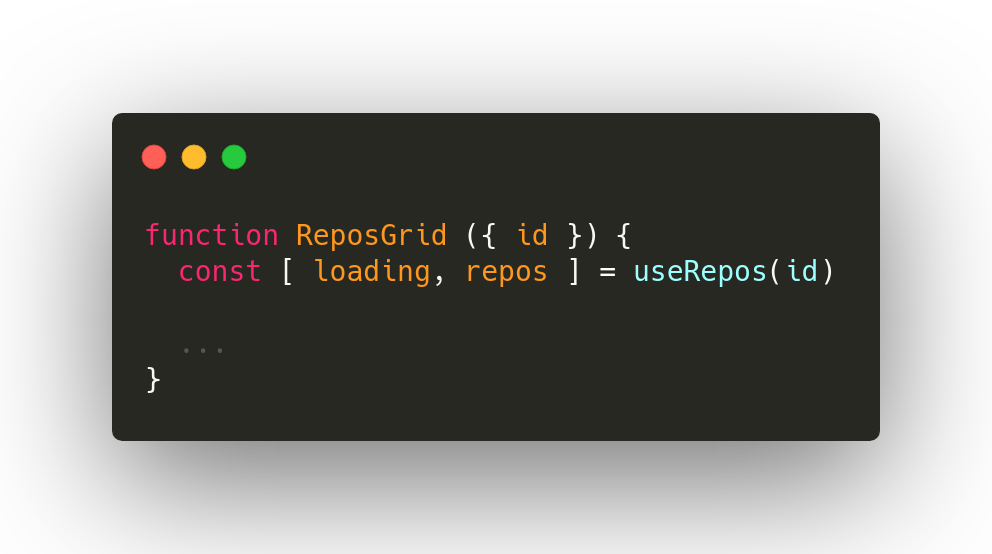 function ReposGrid ({ id }) {
  const [ loading, repos ] = useRepos(id)

  ...
}